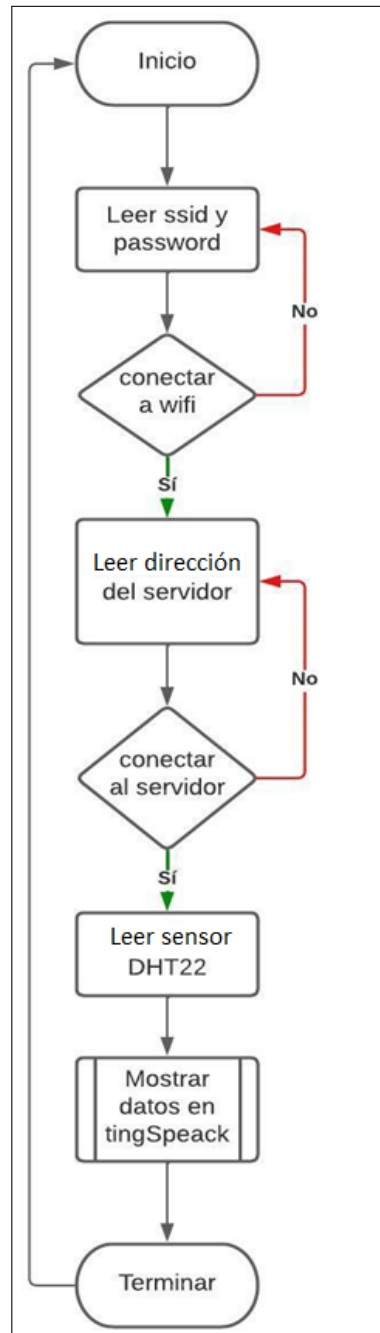 Inicio
Leer ssid y
password
No
conectar
a wifi
Sí
Leer dirección
del servidor
No
conectar
al servidor
Sí
Leer sensor
DHT22
Mostrar
datos en
tingSpeack
Terminar